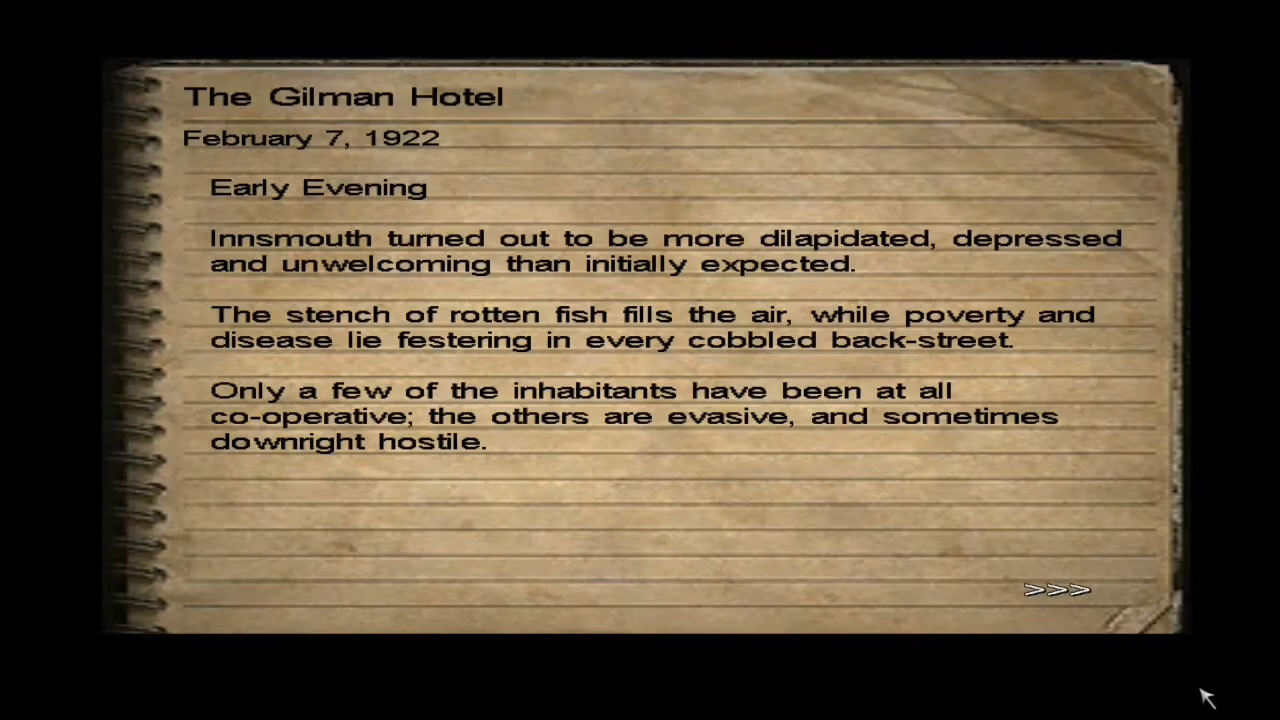 The Gilman Hotel
February 7, 1922
Early Evening
Innsmouth turned out to be more dilapidated, depressed
and unwelcoming than initially expected.
The stench of rotten fish fills the air, while poverty and
disease lie festering in every cobbled back-street.
Only a few of the inhabitants have been at all
co-operative; the others are evasive, and sometimes
downright hostile.
>>>